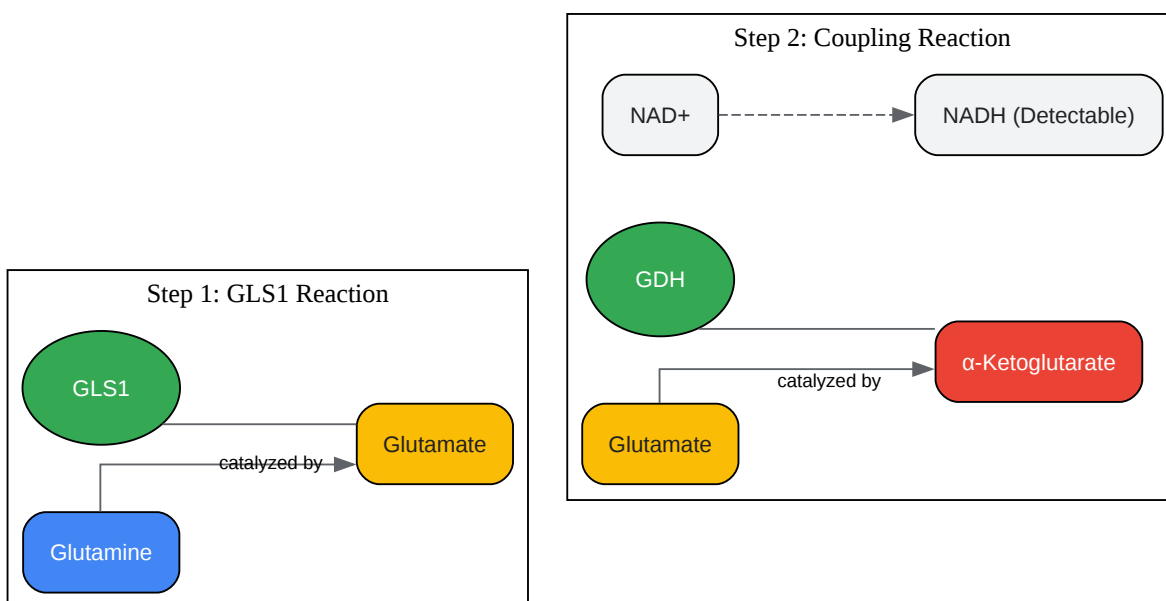 Step 1: GLS1 Reaction
GLS1
Glutamate
catalyzed by
Glutamine
Step 2: Coupling Reaction
NAD+
NADH (Detectable)
GDH
α-Ketoglutarate
catalyzed by
Glutamate